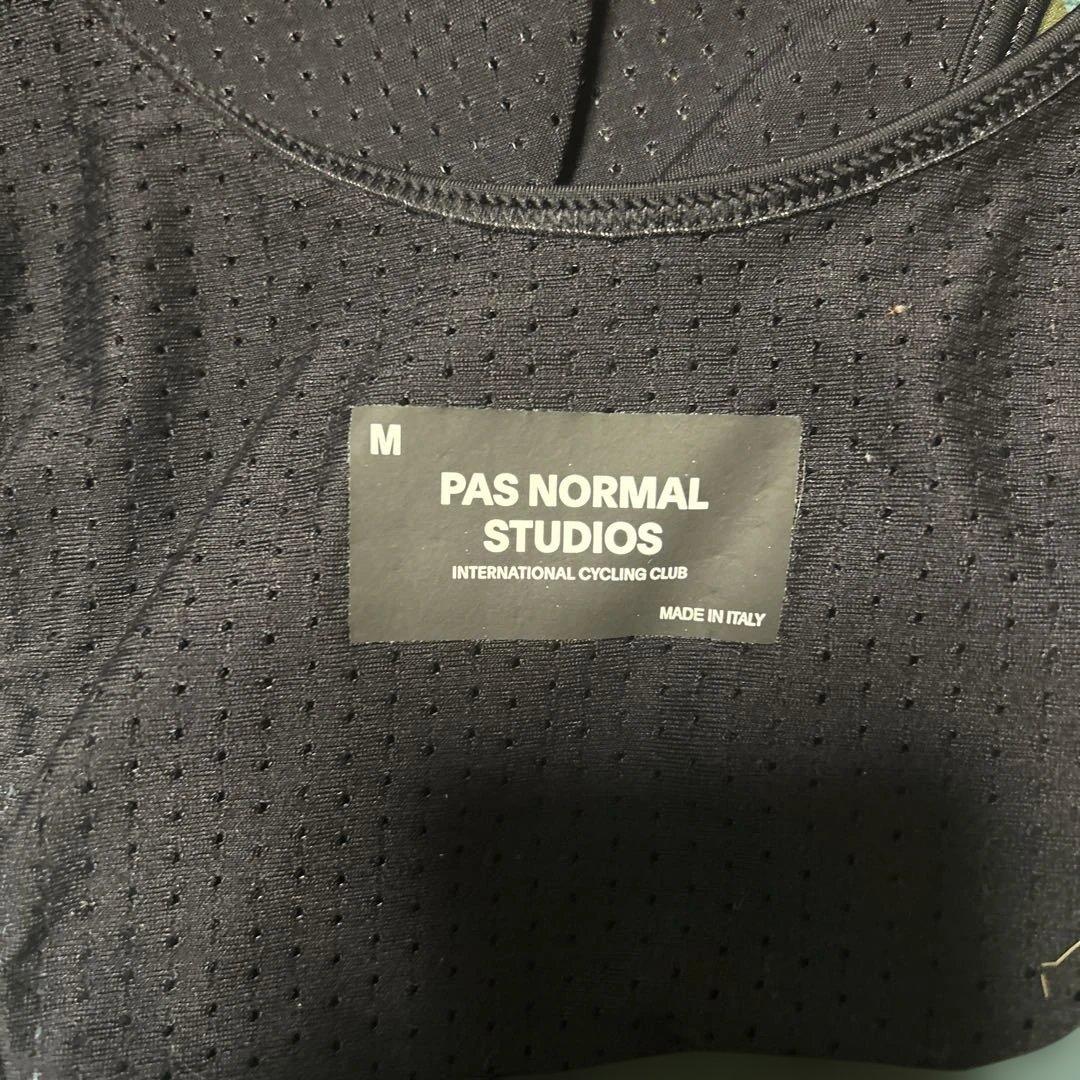 M
PAS NORMAL
STUDIOS
INTERNATIONAL CYCLING CLUB
MADE IN ITALY